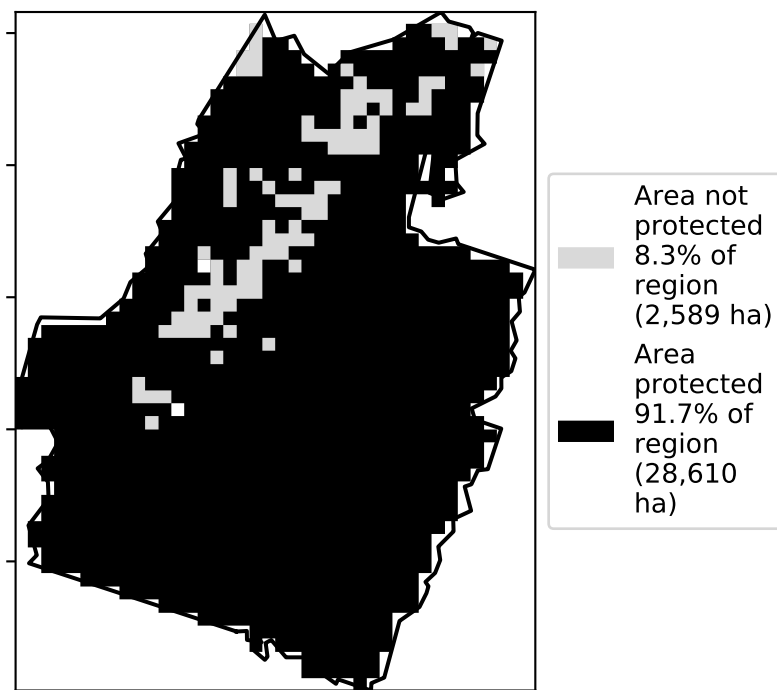 Area not
protected
8.3% of
region
(2,589 ha)
Area
protected
91.7% of
region
(28,610
ha)